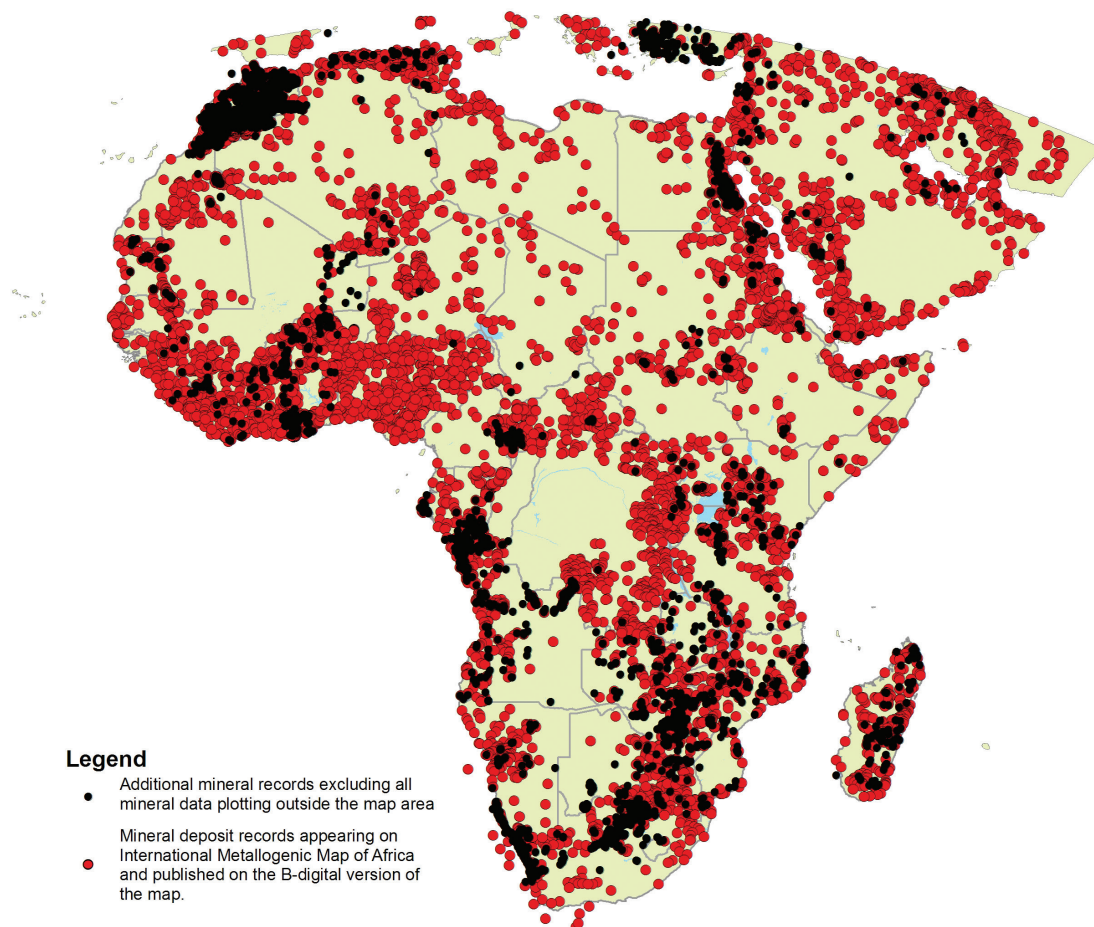 Legend
Additional mineral records excluding all
mineral data plotting outside the map area
Mineral deposit records appearing on
International Metallogenic Map of Africa
and published on the B-digital version of
the map.